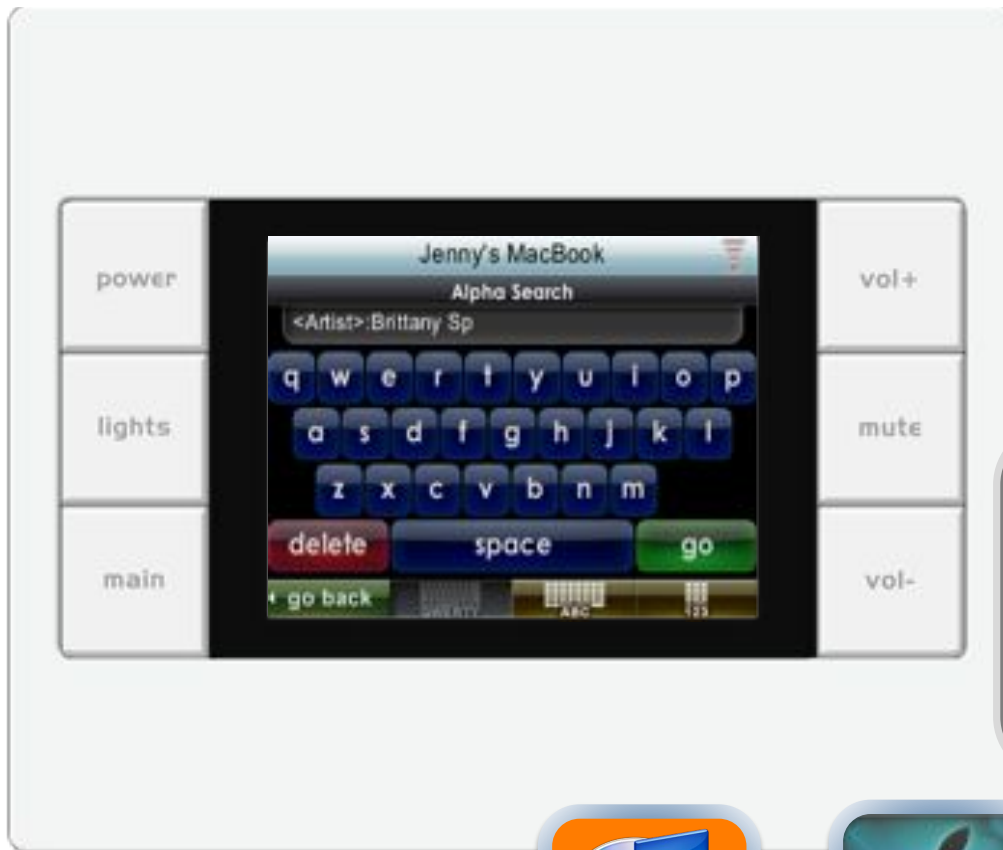 Jenny's MacBook
Alpha Search
<Artist>:Brittany Sp
q w e r t y u i o p
a s d f g h j k l
z x c v b n m
delete space go
go back QWERTY ABC 123
power
lights
main
vol+
mute
vol-